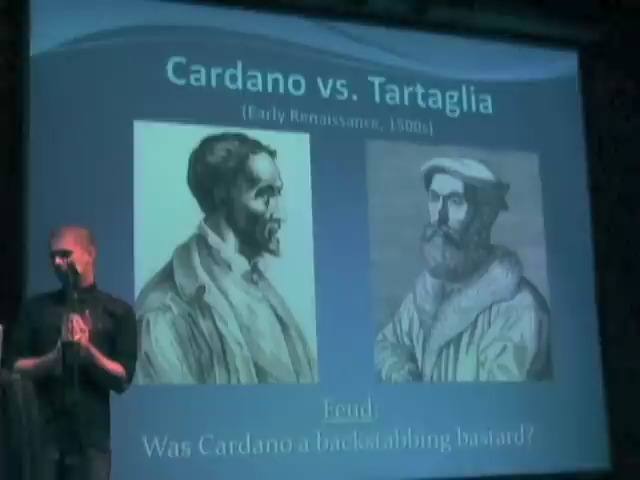 Cardano vs. Tartaglia
(Early Renaissance, 1500s)
Feud:
Was Cardano a backstabbing bastard?